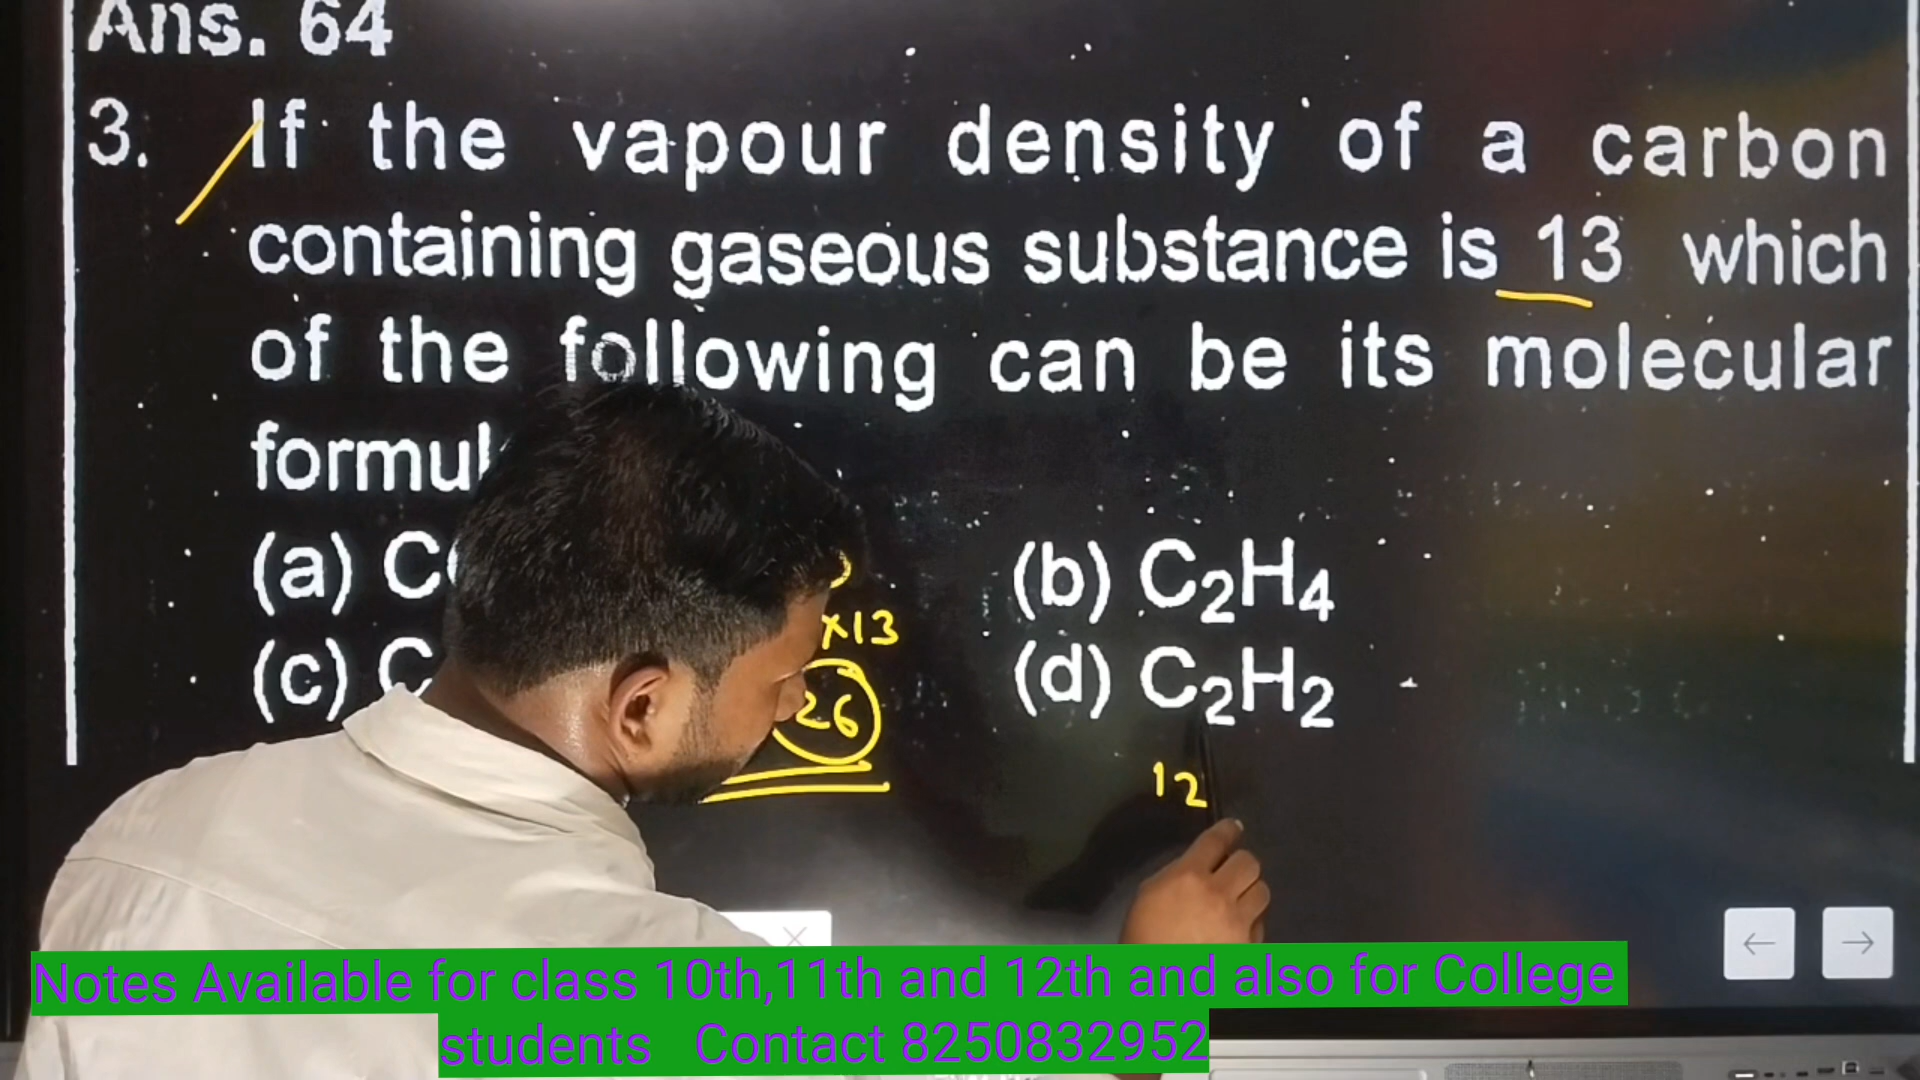 Ans. 64
3. If the vapour density of a carbon
containing gaseous substance is 13 which
of the following can be its molecular
formul
(a) C (b) C₂H₄
×13
(c) C (d) C₂H₂
26
12
Notes Available for class 10th,11th and 12th and also for College
students Contact 8250832952